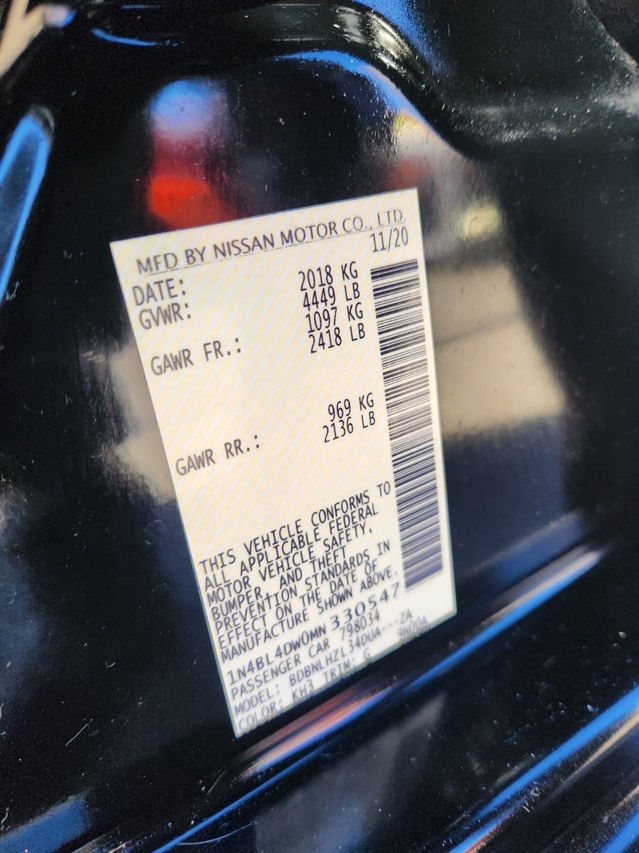 MFD BY NISSAN MOTOR CO., LTD.
DATE: 11/20
GVWR: 2018 KG
4449 LB
GAWR FR.: 1097 KG
2418 LB
GAWR RR.: 969 KG
2136 LB
THIS VEHICLE CONFORMS TO
ALL APPLICABLE FEDERAL
MOTOR VEHICLE SAFETY,
BUMPER, AND THEFT
PREVENTION STANDARDS IN
EFFECT ON THE DATE OF
MANUFACTURE SHOWN ABOVE.
1N4BL4DW0MN330547
PASSENGER CAR 798034
MODEL: BDBNLHZL34DUA---ZA
COLOR: KH3 TRIM: G 9H00A